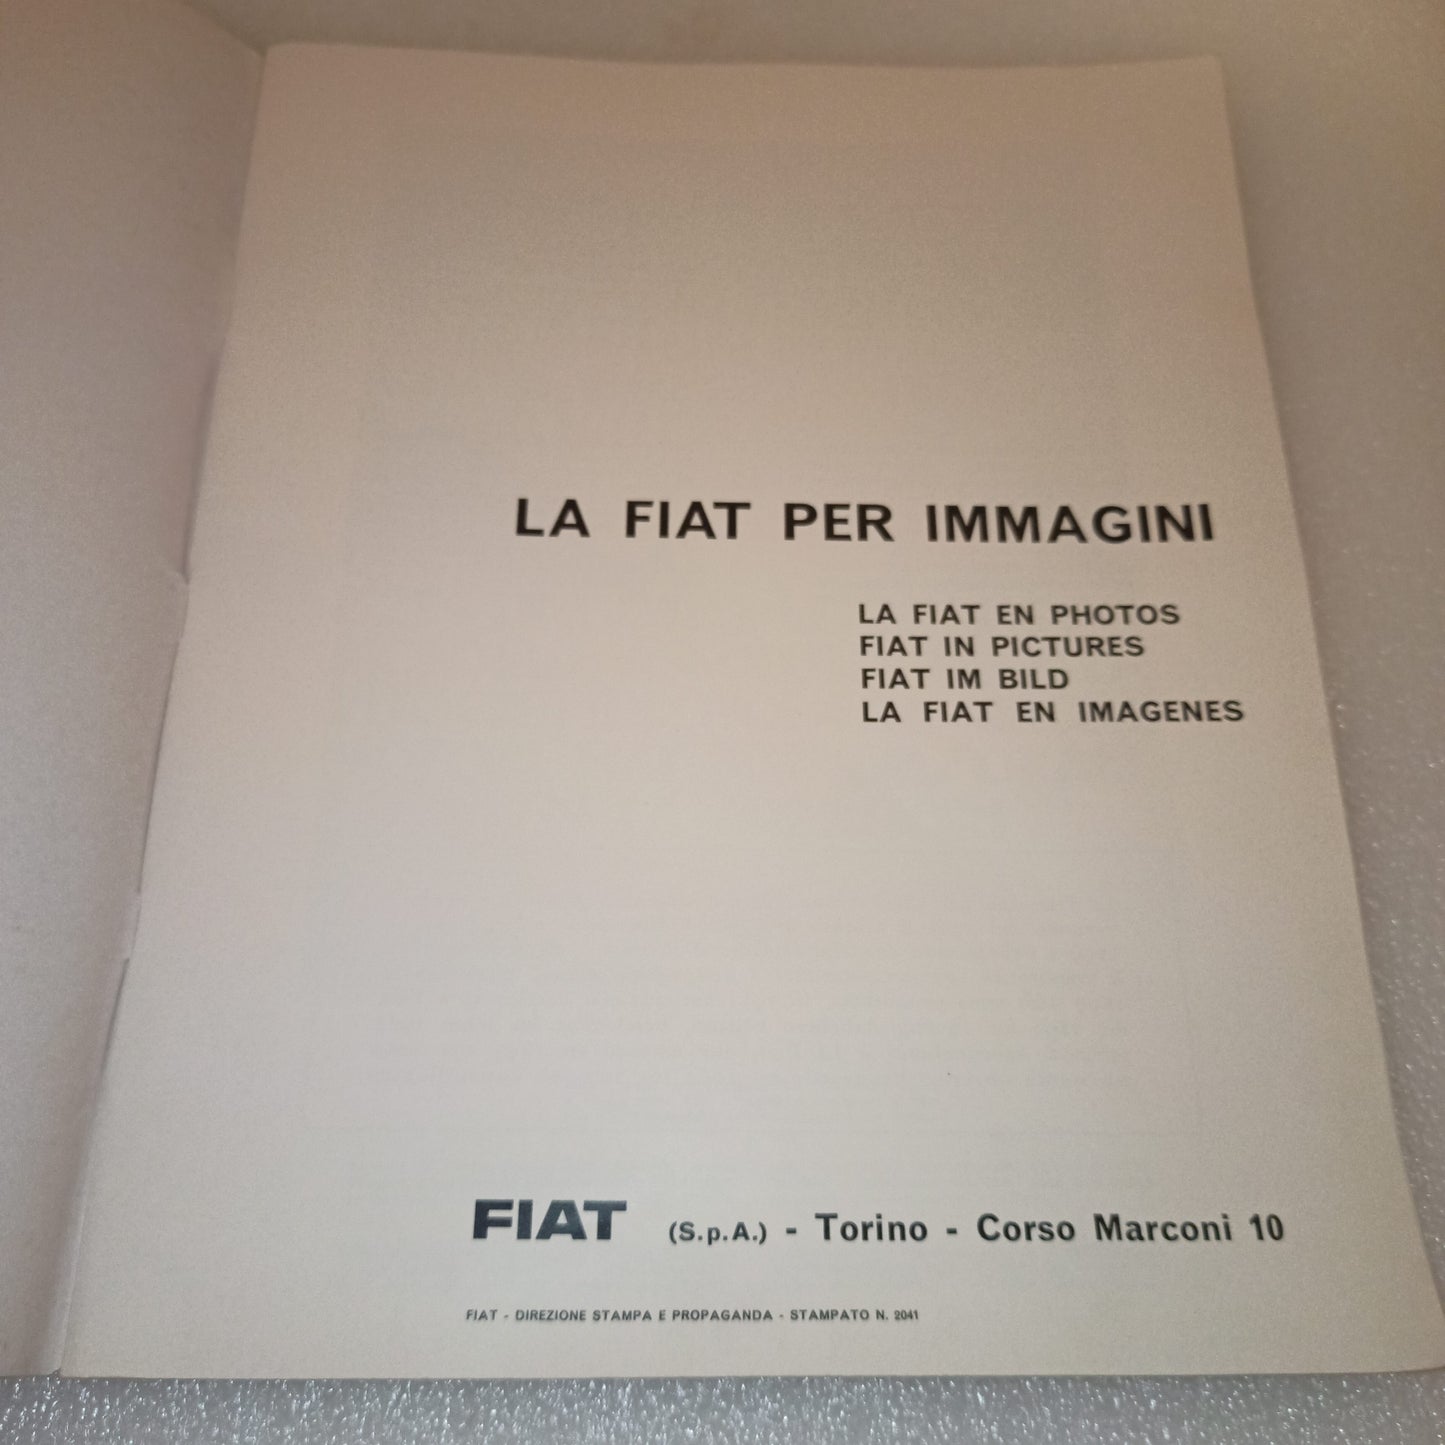 LA FIAT PER IMMAGINI
LA FIAT EN PHOTOS
FIAT IN PICTURES
FIAT IM BILD
LA FIAT EN IMAGENES
FIAT (S.p.A.) - Torino - Corso Marconi 10
FIAT - DIREZIONE STAMPA E PROPAGANDA - STAMPATO N. 2041